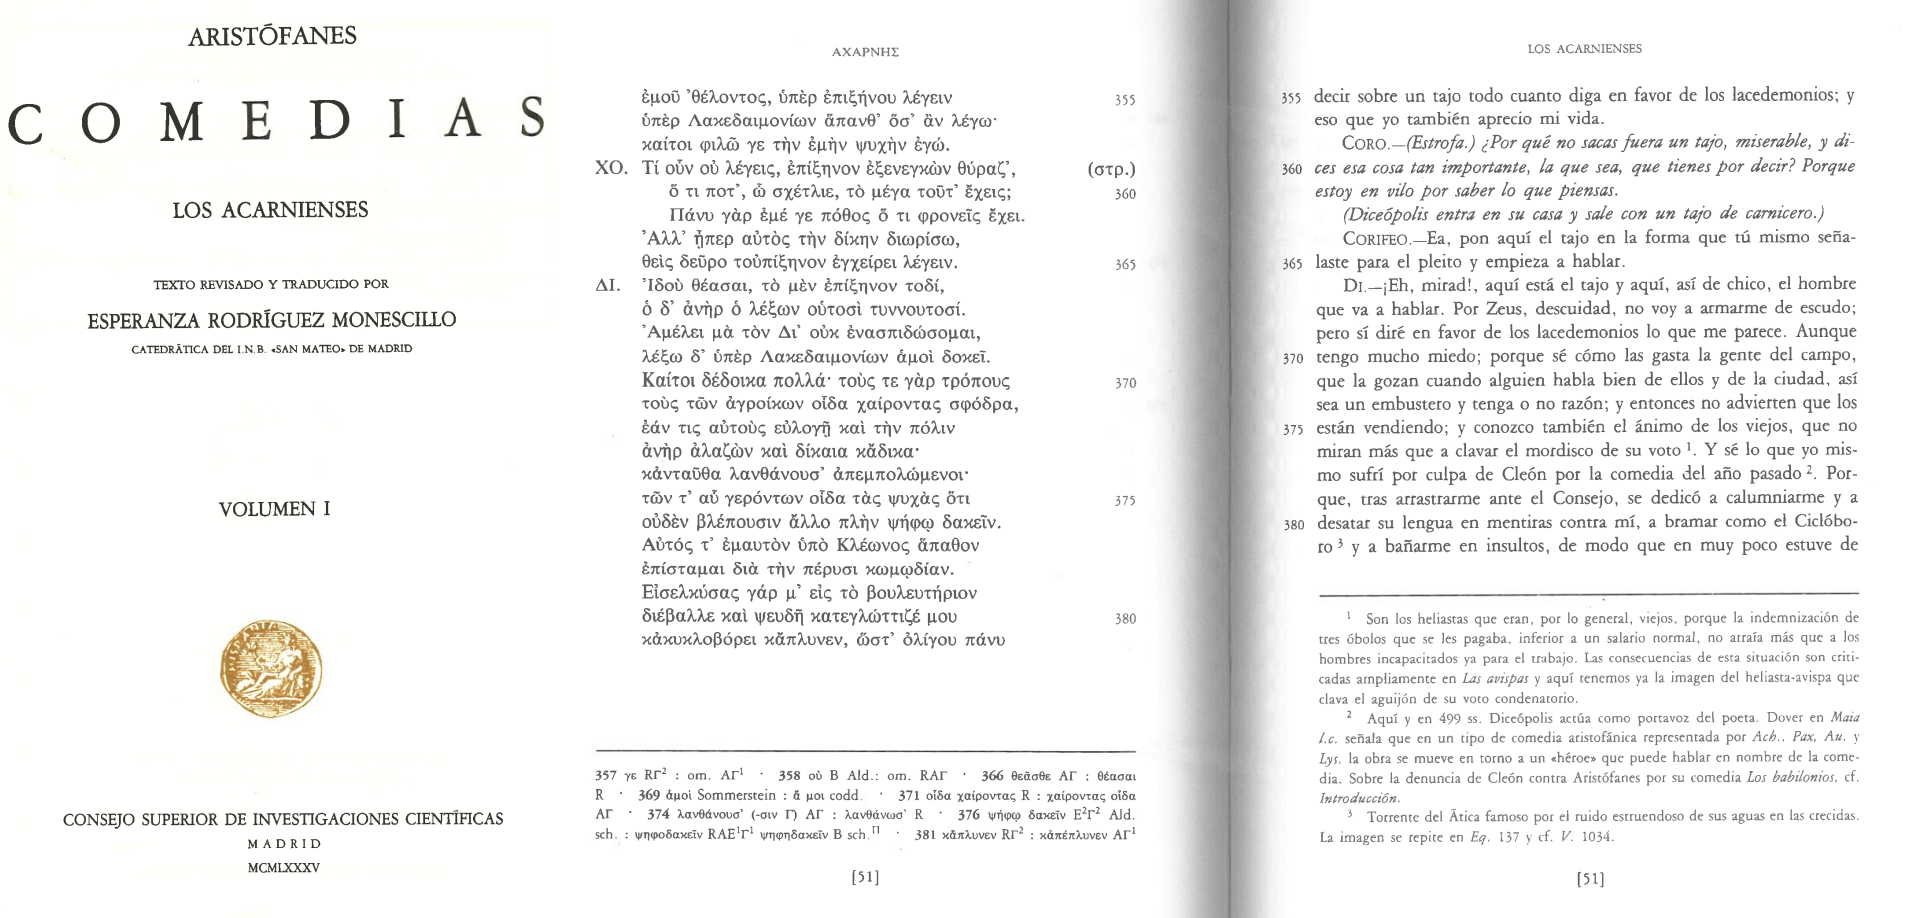 ARISTÓFANES
COMEDIAS
LOS ACARNIENSES
TEXTO REVISADO Y TRADUCIDO POR
ESPERANZA RODRÍGUEZ MONESCILLO
CATEDRÁTICA DEL I.N.B. «SAN MATEO» DE MADRID
VOLUMEN I
CONSEJO SUPERIOR DE INVESTIGACIONES CIENTÍFICAS
MADRID
MCMLXXXV
ΑΧΑΡΝΗΣ
ἐμοῦ ’θέλοντος, ὑπὲρ ἐπιξήνου λέγειν 355
ὑπὲρ Λακεδαιμονίων ἅπανθ’ ὅσ’ ἂν λέγω·
καίτοι φιλῶ γε τὴν ἐμὴν ψυχὴν ἐγώ.
ΧΟ. Τί οὖν οὐ λέγεις, ἐπίξηνον ἐξενεγκὼν θύραζ’, (στρ.)
ὅ τι ποτ’, ὦ σχέτλιε, τὸ μέγα τοῦτ’ ἔχεις; 360
Πάνυ γὰρ ἐμέ γε πόθος ὅ τι φρονεῖς ἔχει.
’Αλλ’ ᾗπερ αὐτὸς τὴν δίκην διωρίσω,
θεὶς δεῦρο τοὐπίξηνον ἐγχείρει λέγειν. 365
ΔΙ. ’Ιδοὺ θέασαι, τὸ μὲν ἐπίξηνον τοδί,
ὁ δ’ ἀνὴρ ὁ λέξων οὑτοσὶ τυννουτοσί.
’Αμέλει μὰ τὸν Δι’ οὐκ ἐνασπιδώσομαι,
λέξω δ’ ὑπὲρ Λακεδαιμονίων ἁμοὶ δοκεῖ.
Καίτοι δέδοικα πολλά· τούς τε γὰρ τρόπους 370
τοὺς τῶν ἀγροίκων οἶδα χαίροντας σφόδρα,
ἐάν τις αὐτοὺς εὐλογῇ καὶ τὴν πόλιν
ἀνὴρ ἀλαζὼν καὶ δίκαια κἄδικα·
κἀνταῦθα λανθάνουσ’ ἀπεμπολώμενοι·
τῶν τ’ αὖ γερόντων οἶδα τὰς ψυχὰς ὅτι 375
οὐδὲν βλέπουσιν ἄλλο πλὴν ψήφῳ δακεῖν.
Αὐτός τ’ ἐμαυτὸν ὑπὸ Κλέωνος ἅπαθον
ἐπίσταμαι διὰ τὴν πέρυσι κωμῳδίαν.
Εἰσελκύσας γάρ μ’ εἰς τὸ βουλευτήριον
διέβαλλε καὶ ψευδῆ κατεγλώττιζέ μου 380
κἀκυκλοβόρει κἄπλυνεν, ὥστ’ ὀλίγου πάνυ
357 γε RΓ² : om. ΑΓ¹ · 358 οὐ B Ald.: om. RAΓ · 366 θεᾶσθε ΑΓ : θέασαι
R · 369 ἁμοὶ Sommerstein : ἅ μοι codd. · 371 οἶδα χαίροντας R : χαίροντας οἶδα
ΑΓ · 374 λανθάνουσ’ (-σιν Γ) ΑΓ : λανθάνωσ’ R · 376 ψήφῳ δακεῖν E²Γ² Ald.
sch. : ψηφοδακεῖν RAE¹Γ¹ ψηφηδακεῖν B sch.Γ¹ · 381 κἄπλυνεν RΓ² : κἀπέπλυνεν ΑΓ¹
[51]
LOS ACARNIENSES
355 decir sobre un tajo todo cuanto diga en favor de los lacedemonios; y
eso que yo también aprecio mi vida.
CORO.—(Estrofa.) ¿Por qué no sacas fuera un tajo, miserable, y di-
360 ces esa cosa tan importante, la que sea, que tienes por decir? Porque
estoy en vilo por saber lo que piensas.
(Diceópolis entra en su casa y sale con un tajo de carnicero.)
CORIFEO.—Ea, pon aquí el tajo en la forma que tú mismo seña-
365 laste para el pleito y empieza a hablar.
DI.—¡Eh, mirad!, aquí está el tajo y aquí, así de chico, el hombre
que va a hablar. Por Zeus, descuidad, no voy a armarme de escudo;
pero sí diré en favor de los lacedemonios lo que me parece. Aunque
370 tengo mucho miedo; porque sé cómo las gasta la gente del campo,
que la gozan cuando alguien habla bien de ellos y de la ciudad, así
sea un embustero y tenga o no razón; y entonces no advierten que los
375 están vendiendo; y conozco también el ánimo de los viejos, que no
miran más que a clavar el mordisco de su voto ¹. Y sé lo que yo mis-
mo sufrí por culpa de Cleón por la comedia del año pasado ². Por-
que, tras arrastrarme ante el Consejo, se dedicó a calumniarme y a
380 desatar su lengua en mentiras contra mí, a bramar como el Ciclóbo-
ro ³ y a bañarme en insultos, de modo que en muy poco estuve de
¹ Son los heliastas que eran, por lo general, viejos, porque la indemnización de
tres óbolos que se les pagaba, inferior a un salario normal, no atraía más que a los
hombres incapacitados ya para el trabajo. Las consecuencias de esta situación son criti-
cadas ampliamente en Las avispas y aquí tenemos ya la imagen del heliasta-avispa que
clava el aguijón de su voto condenatorio.
² Aquí y en 499 ss. Diceópolis actúa como portavoz del poeta. Dover en Maia
l.c. señala que en un tipo de comedia aristofánica representada por Ach., Pax, Au. y
Lys. la obra se mueve en torno a un «héroe» que puede hablar en nombre de la come-
dia. Sobre la denuncia de Cleón contra Aristófanes por su comedia Los babilonios, cf.
Introducción.
³ Torrente del Ática famoso por el ruido estruendoso de sus aguas en las crecidas.
La imagen se repite en Eq. 137 y cf. V. 1034.
[51]